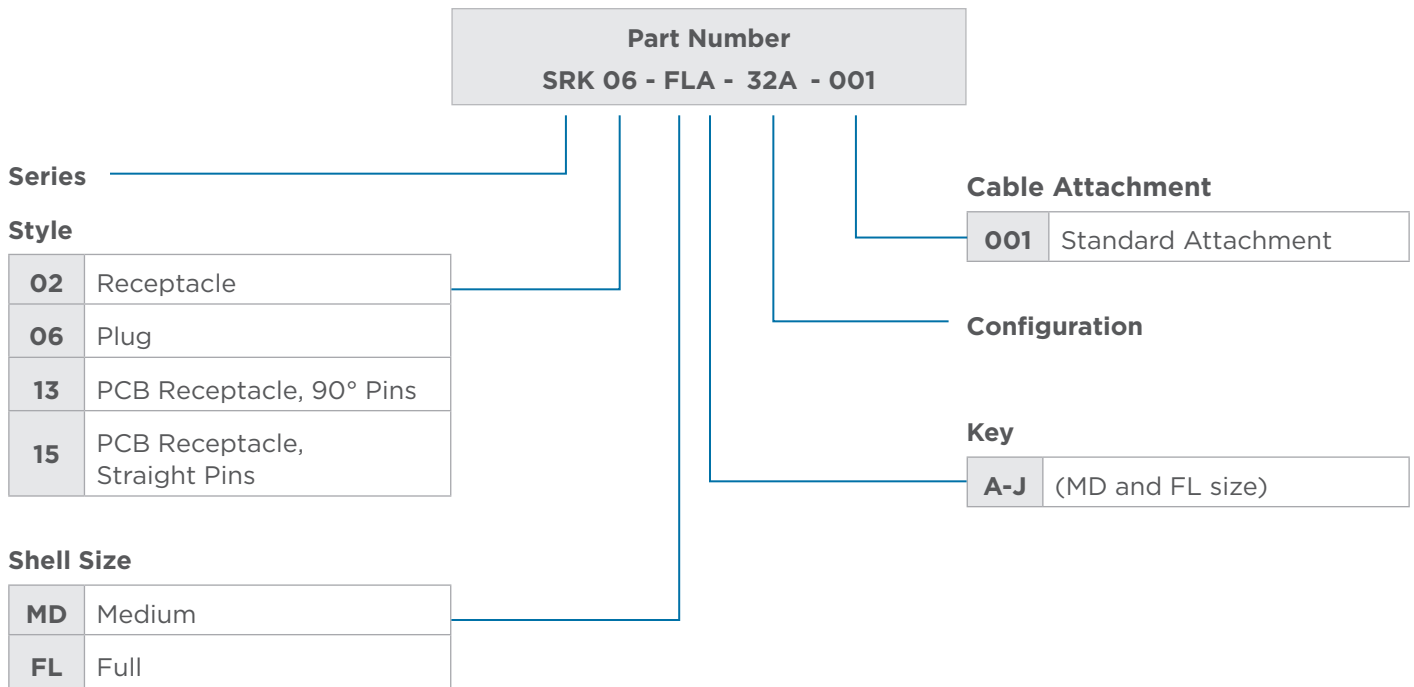 Part Number
SRK 06 - FLA - 32A - 001
Series
Style
02 Receptacle
06 Plug
13 PCB Receptacle, 90° Pins
15 PCB Receptacle,
Straight Pins
Shell Size
MD Medium
FL Full
Cable Attachment
001 Standard Attachment
Configuration
Key
A-J (MD and FL size)